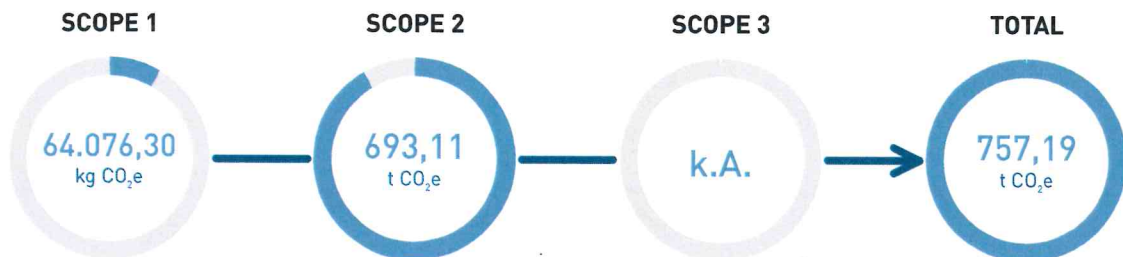 SCOPE 1
SCOPE 2
SCOPE 3
TOTAL
64.076,30
kg CO₂e
693,11
t CO₂e
k.A.
757,19
t CO₂e